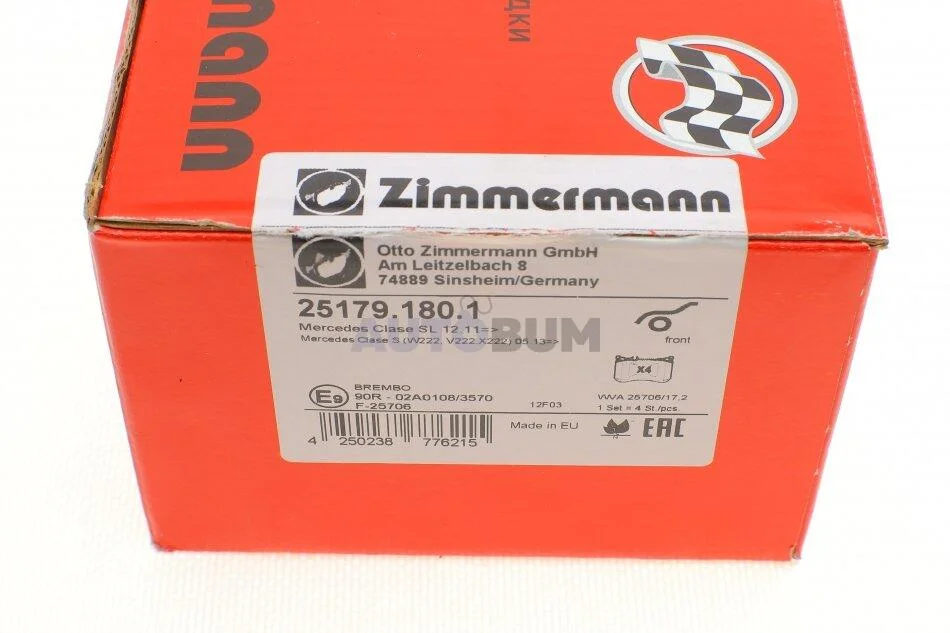 дки
Zimmermann
Otto Zimmermann GmbH
Am Leitzelbach 8
74889 Sinsheim/Germany
25179.180.1
Mercedes Clase SL 12.11=>
Mercedes Clase S (W222, V222,X222) 05.13=>
AUTOBUM
front
X4
E9
BREMBO
90R - 02A0108/3570
F-25706
12F03
WVA 25706/17,2
1 Set = 4 St./pcs.
Made in EU
EAC
4 250238 776215